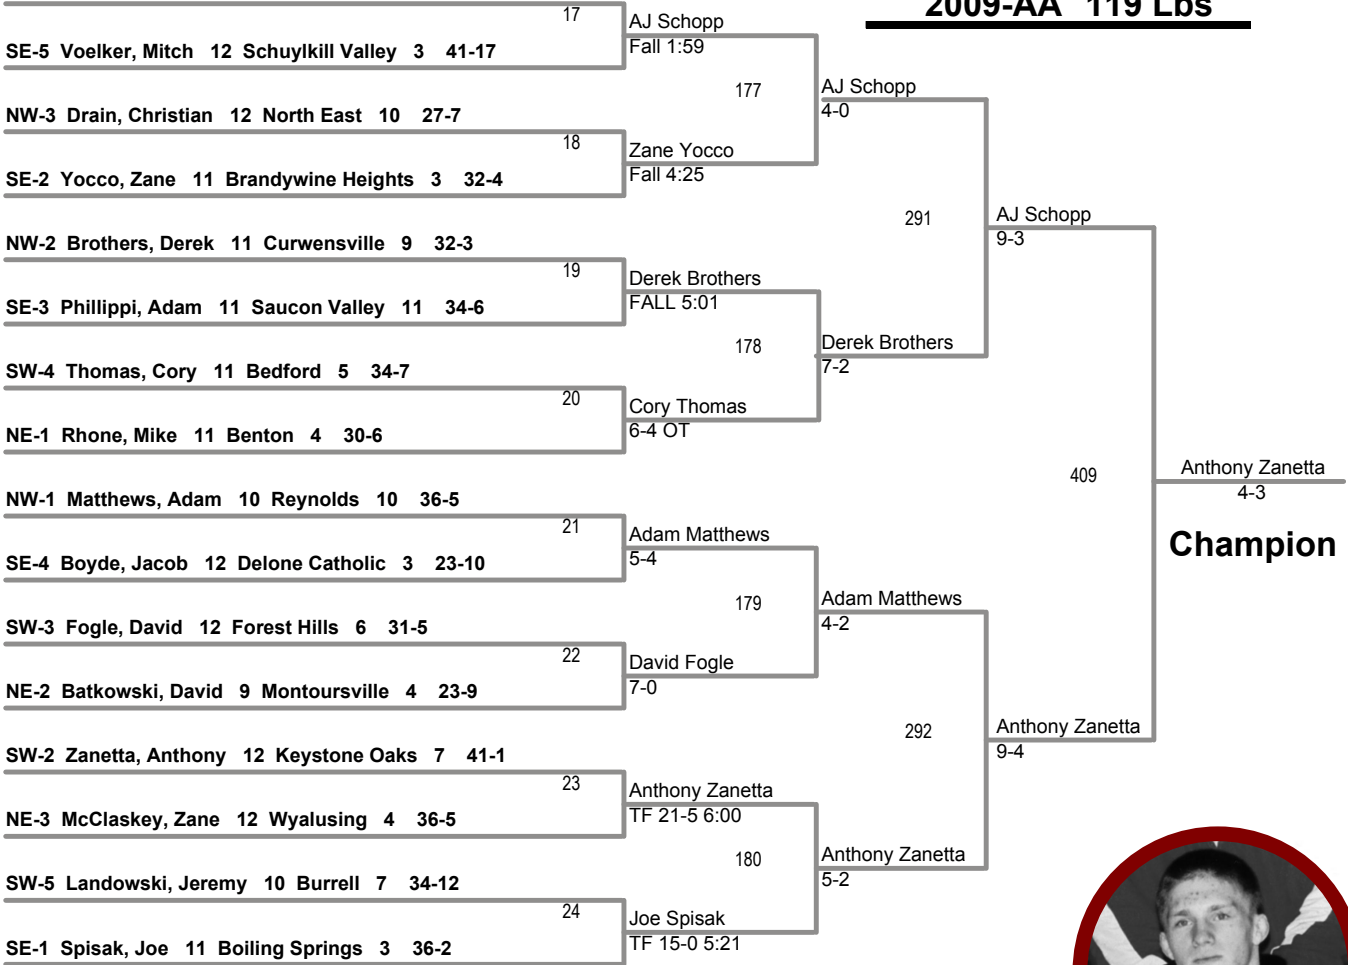 2009-AA 119 Lbs
17
AJ Schopp
Fall 1:59
SE-5 Voelker, Mitch 12 Schuylkill Valley 3 41-17
177
AJ Schopp
4-0
NW-3 Drain, Christian 12 North East 10 27-7
18
Zane Yocco
Fall 4:25
SE-2 Yocco, Zane 11 Brandywine Heights 3 32-4
291
AJ Schopp
9-3
NW-2 Brothers, Derek 11 Curwensville 9 32-3
19
Derek Brothers
FALL 5:01
SE-3 Phillippi, Adam 11 Saucon Valley 11 34-6
178
Derek Brothers
7-2
SW-4 Thomas, Cory 11 Bedford 5 34-7
20
Cory Thomas
6-4 OT
NE-1 Rhone, Mike 11 Benton 4 30-6
409
Anthony Zanetta
4-3
Champion
NW-1 Matthews, Adam 10 Reynolds 10 36-5
21
Adam Matthews
5-4
SE-4 Boyde, Jacob 12 Delone Catholic 3 23-10
179
Adam Matthews
4-2
SW-3 Fogle, David 12 Forest Hills 6 31-5
22
David Fogle
7-0
NE-2 Batkowski, David 9 Montoursville 4 23-9
292
Anthony Zanetta
9-4
SW-2 Zanetta, Anthony 12 Keystone Oaks 7 41-1
23
Anthony Zanetta
TF 21-5 6:00
NE-3 McClaskey, Zane 12 Wyalusing 4 36-5
180
Anthony Zanetta
5-2
SW-5 Landowski, Jeremy 10 Burrell 7 34-12
24
Joe Spisak
TF 15-0 5:21
SE-1 Spisak, Joe 11 Boiling Springs 3 36-2